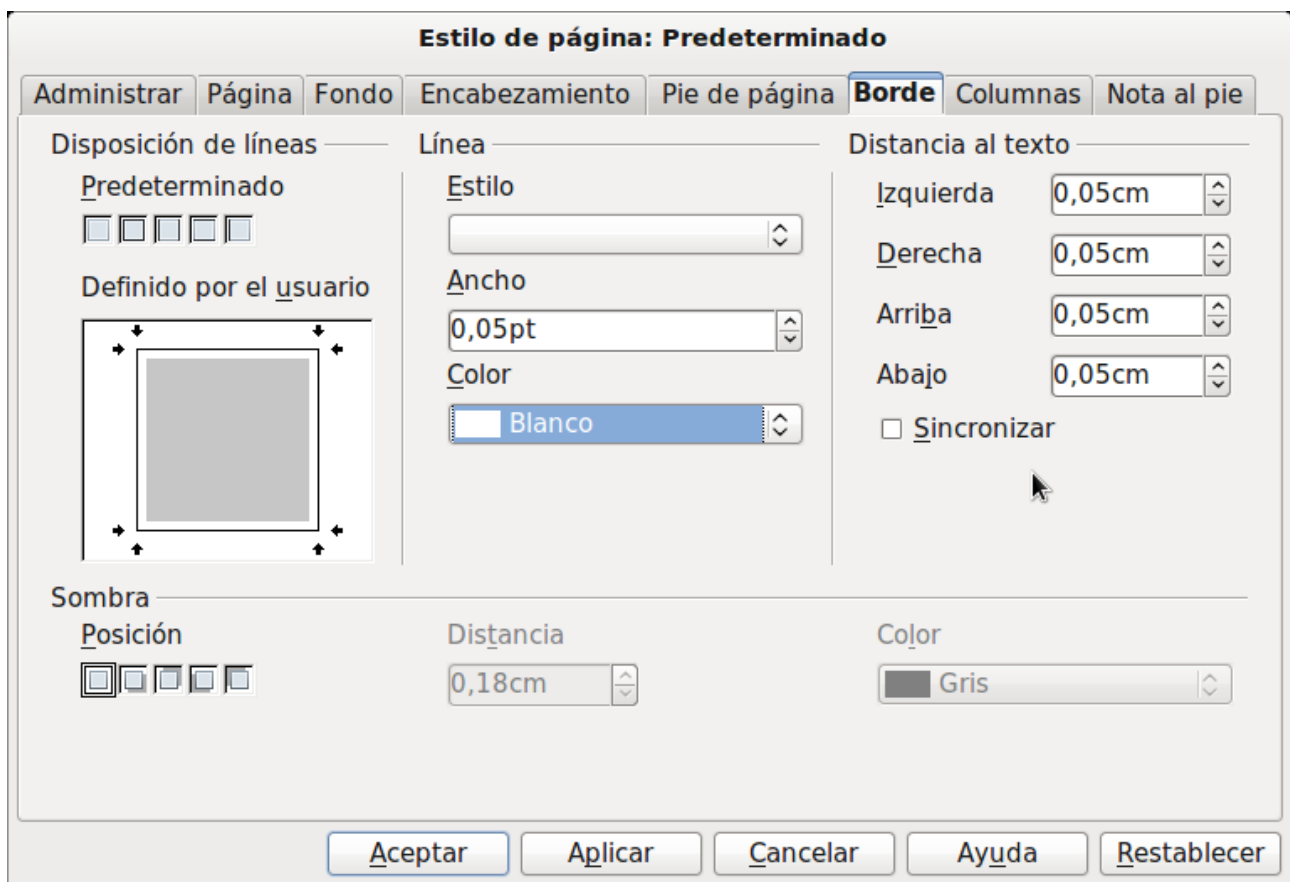 Estilo de página: Predeterminado
Administrar Página Fondo Encabezamiento Pie de página Borde Columnas Nota al pie
Disposición de líneas
Predeterminado
Definido por el usuario
Línea
Estilo
Ancho
0,05pt
Color
Blanco
Distancia al texto
Izquierda 0,05cm
Derecha 0,05cm
Arriba 0,05cm
Abajo 0,05cm
Sincronizar
Sombra
Posición
Distancia
0,18cm
Color
Gris
Aceptar Aplicar Cancelar Ayuda Restablecer